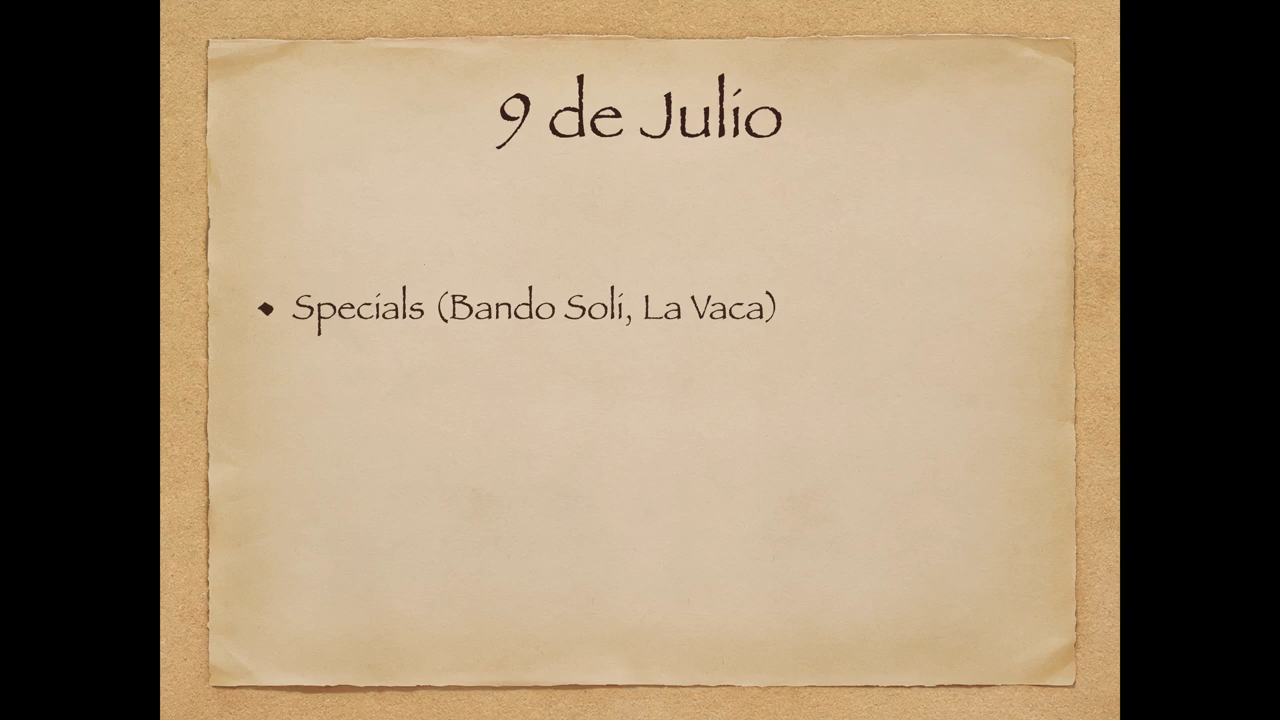 9 de Julio
• Specials (Bando Soli, La Vaca)